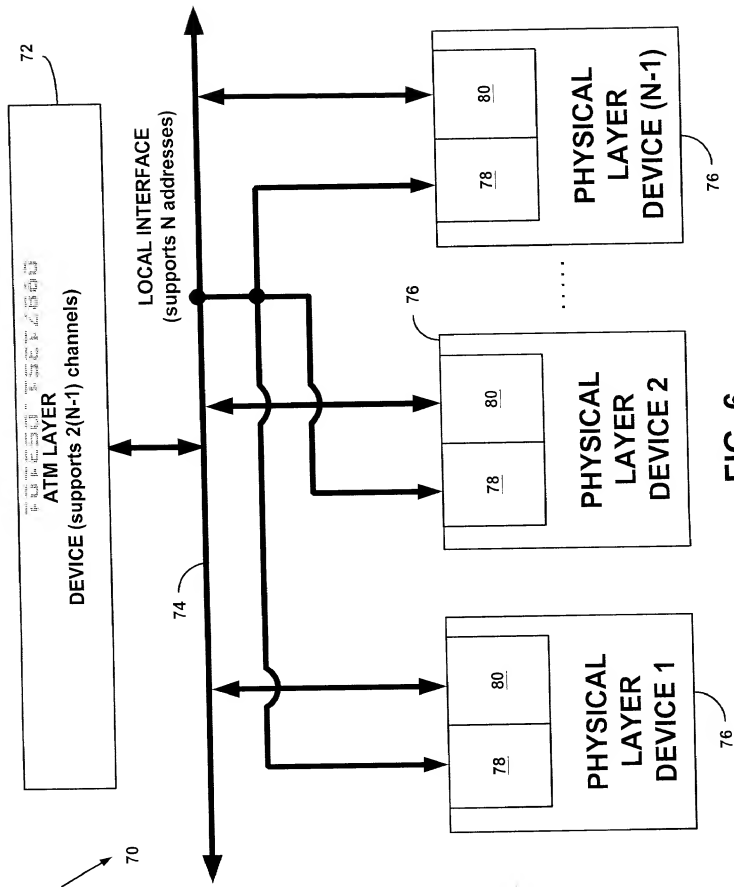 72
ATM LAYER
DEVICE (supports 2(N-1) channels)
LOCAL INTERFACE
(supports N addresses)
70
74
78
80
PHYSICAL
LAYER
DEVICE 1
76
76
78
80
PHYSICAL
LAYER
DEVICE 2
.....
78
80
PHYSICAL
LAYER
DEVICE (N-1)
76
FIG. 6